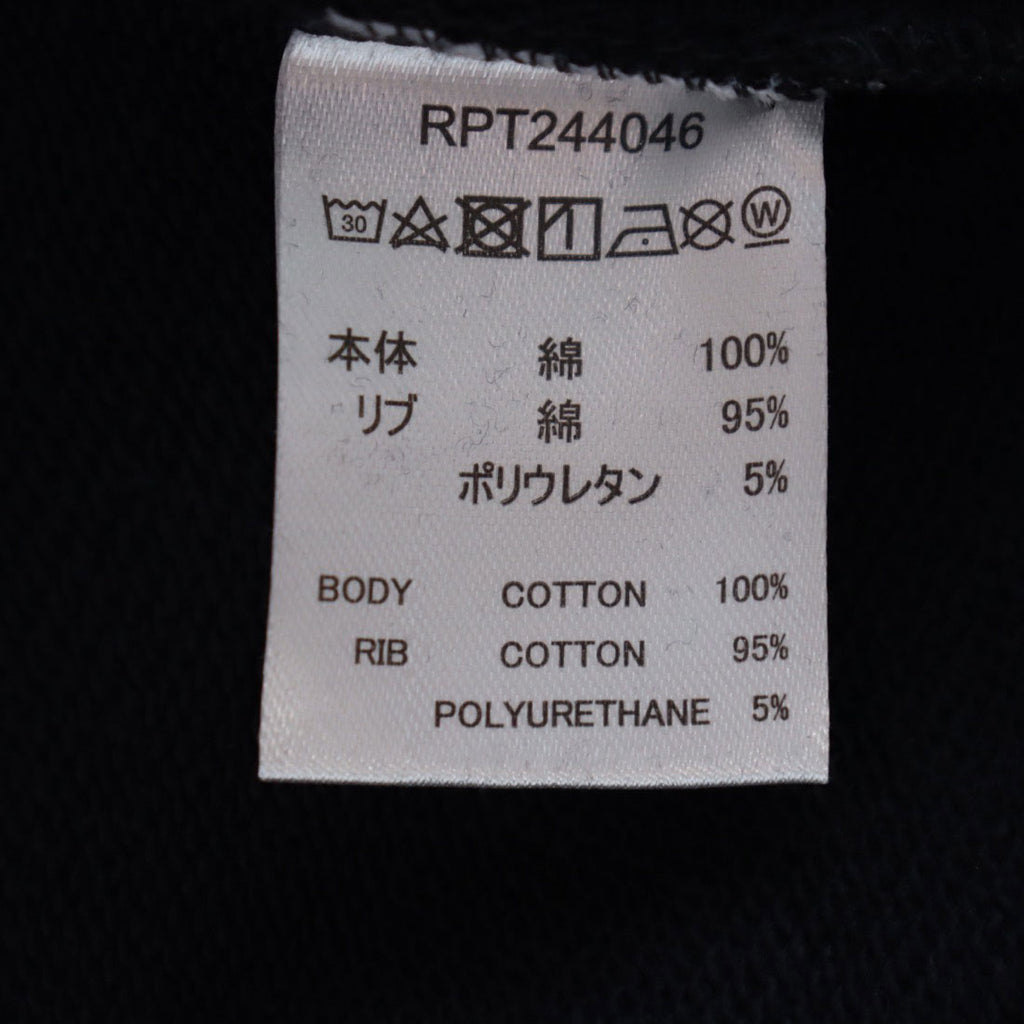 RPT244046
30 W
本体 綿 100%
リブ 綿 95%
ポリウレタン 5%
BODY COTTON 100%
RIB COTTON 95%
POLYURETHANE 5%